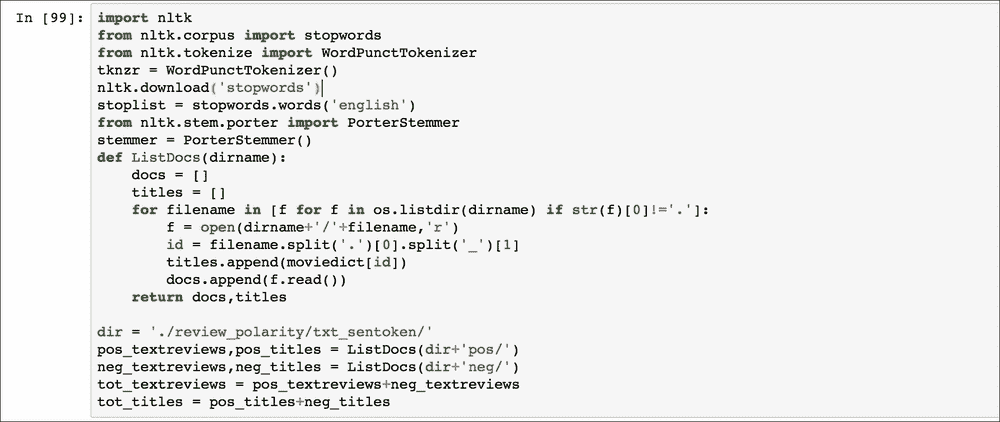 In [99]: import nltk
from nltk.corpus import stopwords
from nltk.tokenize import WordPunctTokenizer
tknzr = WordPunctTokenizer()
nltk.download('stopwords')
stoplist = stopwords.words('english')
from nltk.stem.porter import PorterStemmer
stemmer = PorterStemmer()
def ListDocs(dirname):
    docs = []
    titles = []
    for filename in [f for f in os.listdir(dirname) if str(f)[0]!='.']:
        f = open(dirname+'/'+filename,'r')
        id = filename.split('.')[0].split('_')[1]
        titles.append(moviedict[id])
        docs.append(f.read())
    return docs,titles

dir = './review_polarity/txt_sentoken/'
pos_textreviews,pos_titles = ListDocs(dir+'pos/')
neg_textreviews,neg_titles = ListDocs(dir+'neg/')
tot_textreviews = pos_textreviews+neg_textreviews
tot_titles = pos_titles+neg_titles